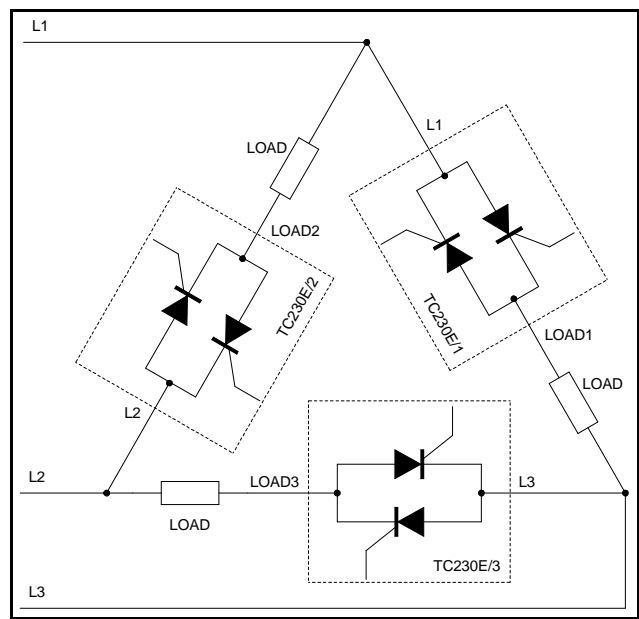 L1
L1
LOAD
LOAD2
TC230E/2
TC230E/1
LOAD1
LOAD
L2
L2
LOAD3
L3
LOAD
TC230E/3
L3